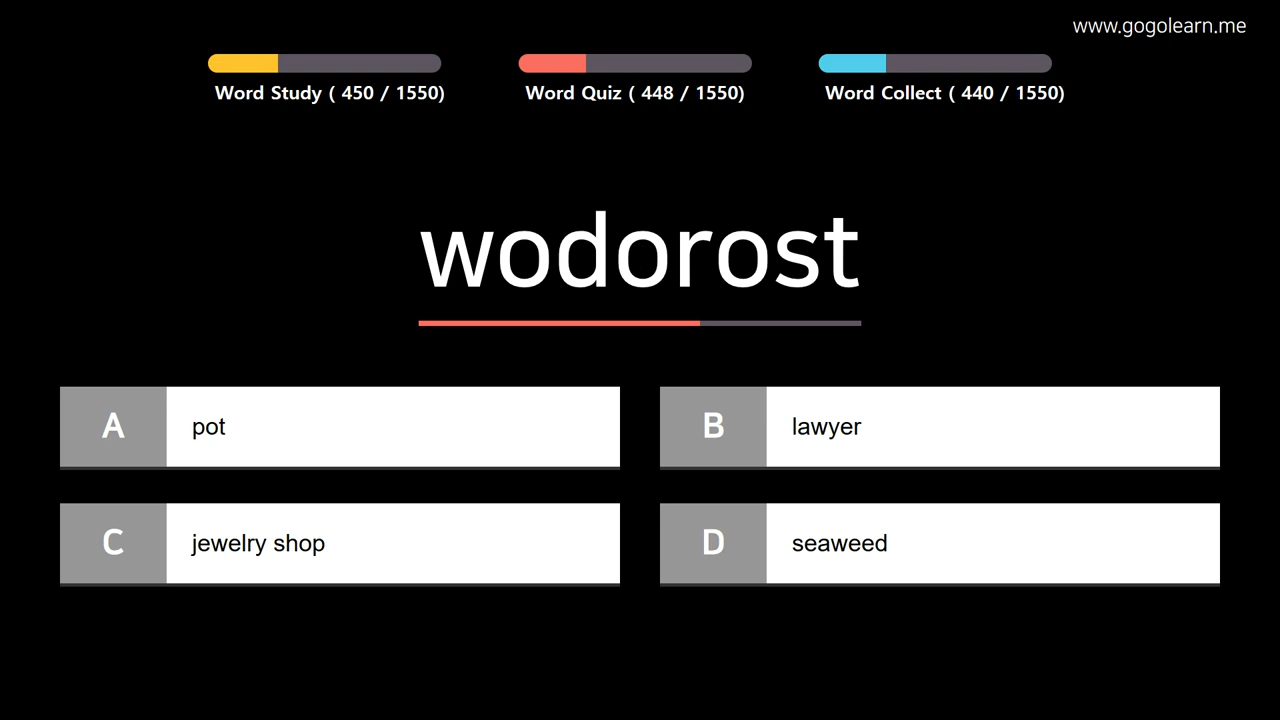 www.gogolearn.me
Word Study ( 450 / 1550)
Word Quiz ( 448 / 1550)
Word Collect ( 440 / 1550)
wodorost
A pot
B lawyer
C jewelry shop
D seaweed